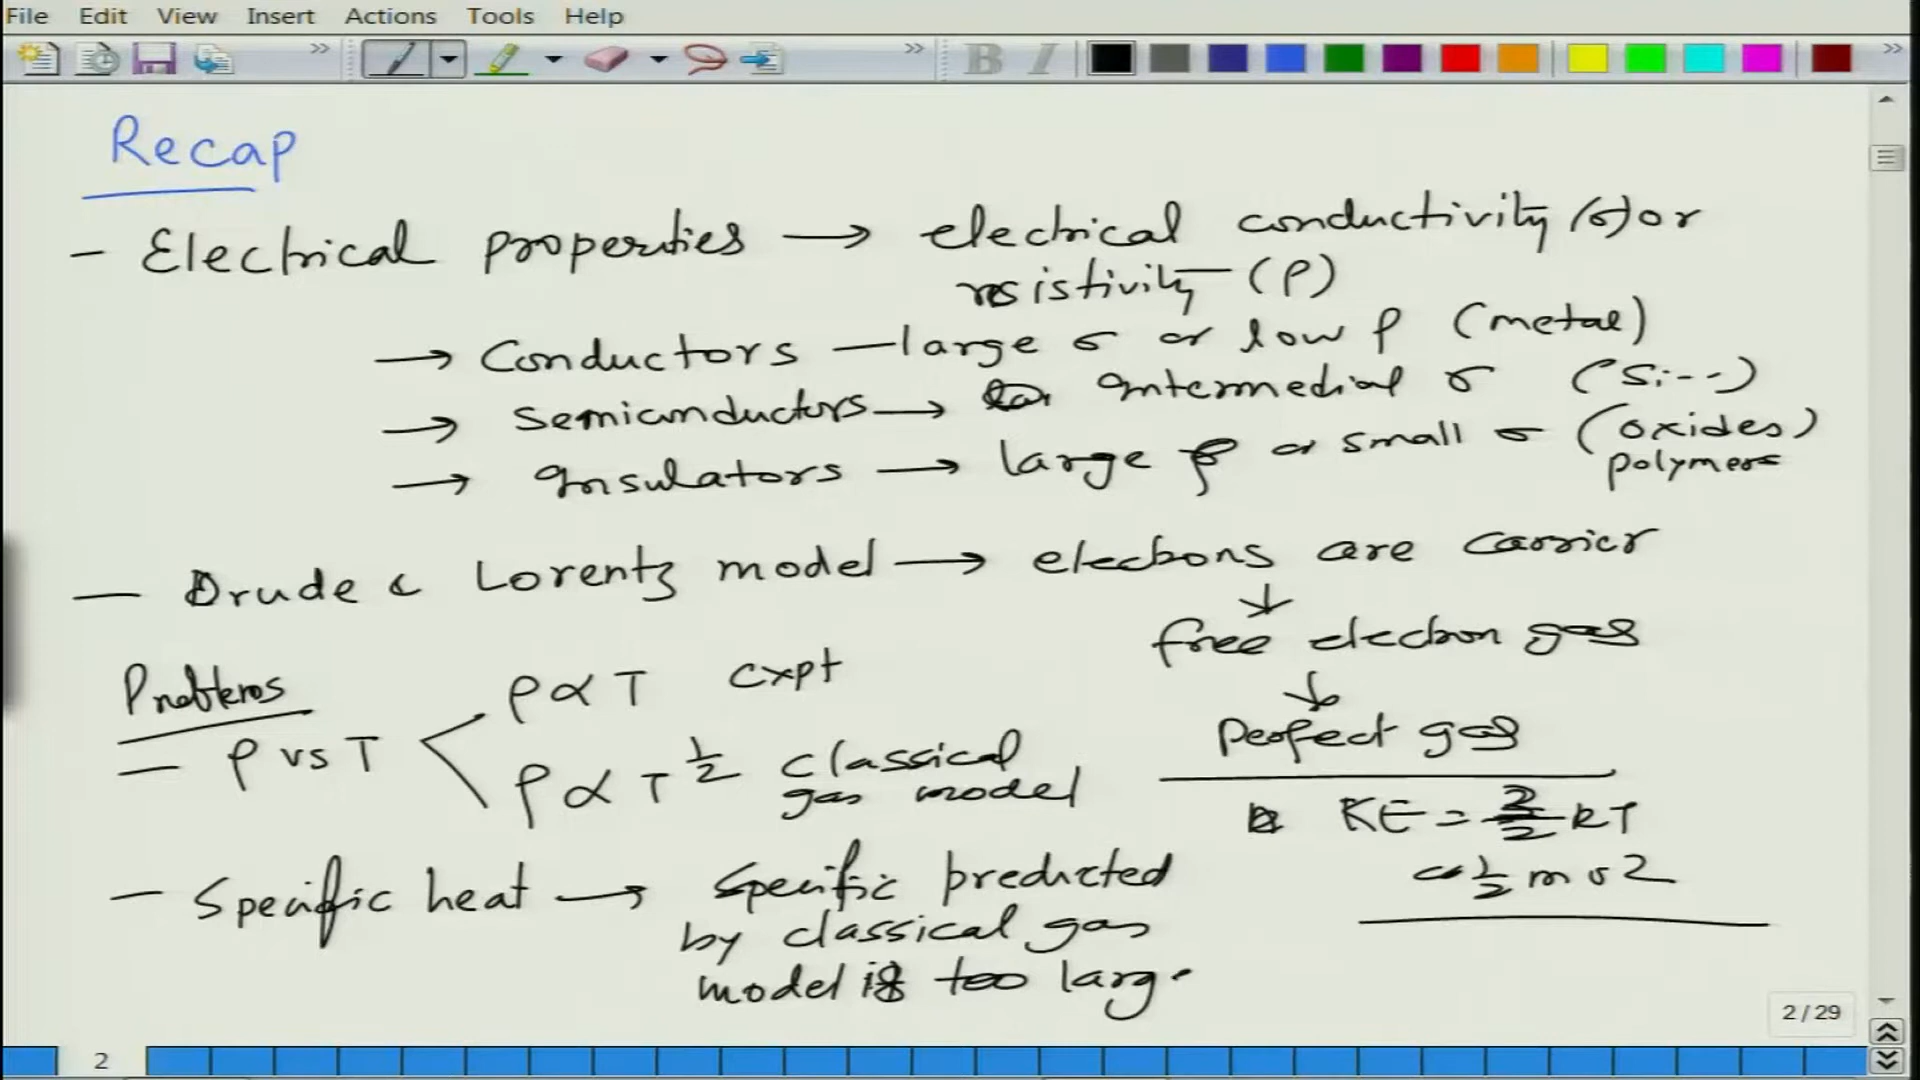 File Edit View Insert Actions Tools Help
B I
Recap
- Electrical properties → electrical conductivity (σ) or
resistivity (ρ)
→ Conductors — large σ or low ρ (metal)
→ Semiconductors → Intermedial σ (Si--)
→ Insulators → large ρ or small σ (oxides)
polymers
— Drude & Lorentz model → electrons are carrier
↓
free electron gas
↓
Perfect gas
Problems
— ρ vs T
ρ ∝ T expt
ρ ∝ T^1/2 classical
gas model
KE = 3/2 kT
= 1/2 mv2
- Specific heat → Specific predicted
by classical gas
model is too large
2 / 29
2